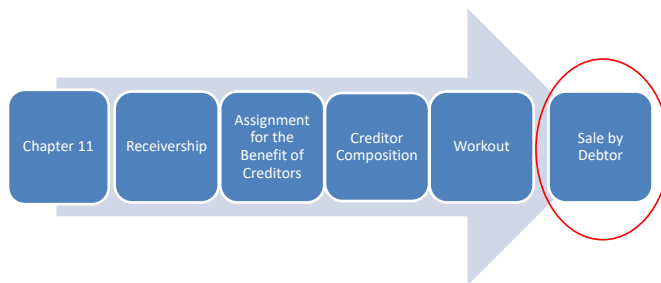 Chapter 11
Receivership
Assignment
for the
Benefit of
Creditors
Creditor
Composition
Workout
Sale by
Debtor